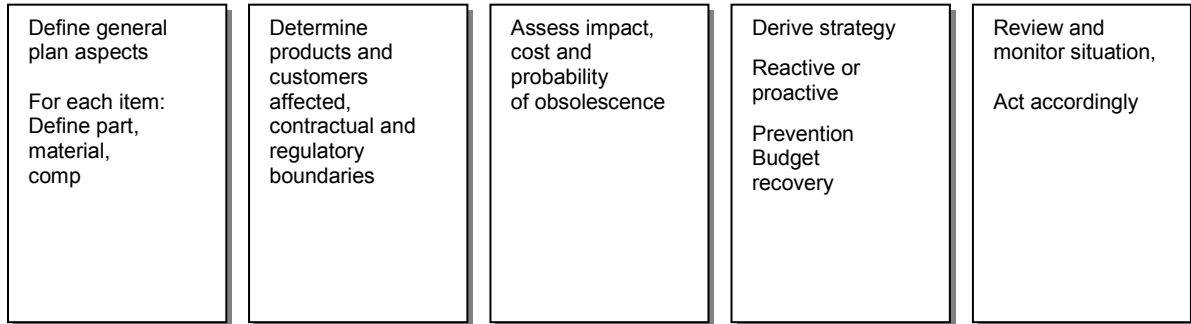 Define general
plan aspects
For each item:
Define part,
material,
comp
Determine
products and
customers
affected,
contractual and
regulatory
boundaries
Assess impact,
cost and
probability
of obsolescence
Derive strategy
Reactive or
proactive
Prevention
Budget
recovery
Review and
monitor situation,
Act accordingly